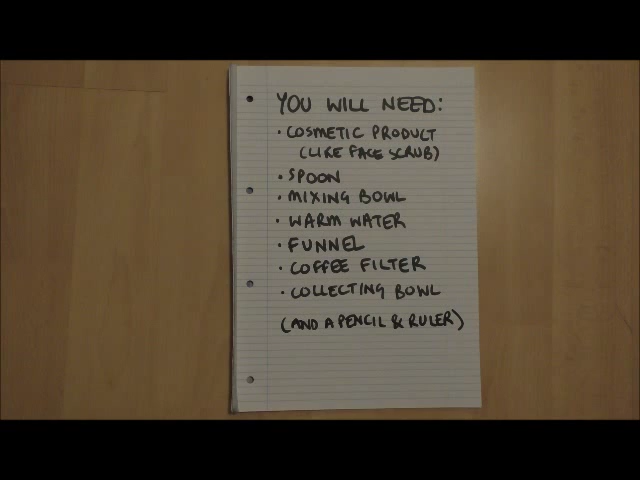 YOU WILL NEED:
• COSMETIC PRODUCT
(LIKE FACE SCRUB)
• SPOON
• MIXING BOWL
• WARM WATER
• FUNNEL
• COFFEE FILTER
• COLLECTING BOWL
(AND A PENCIL & RULER)